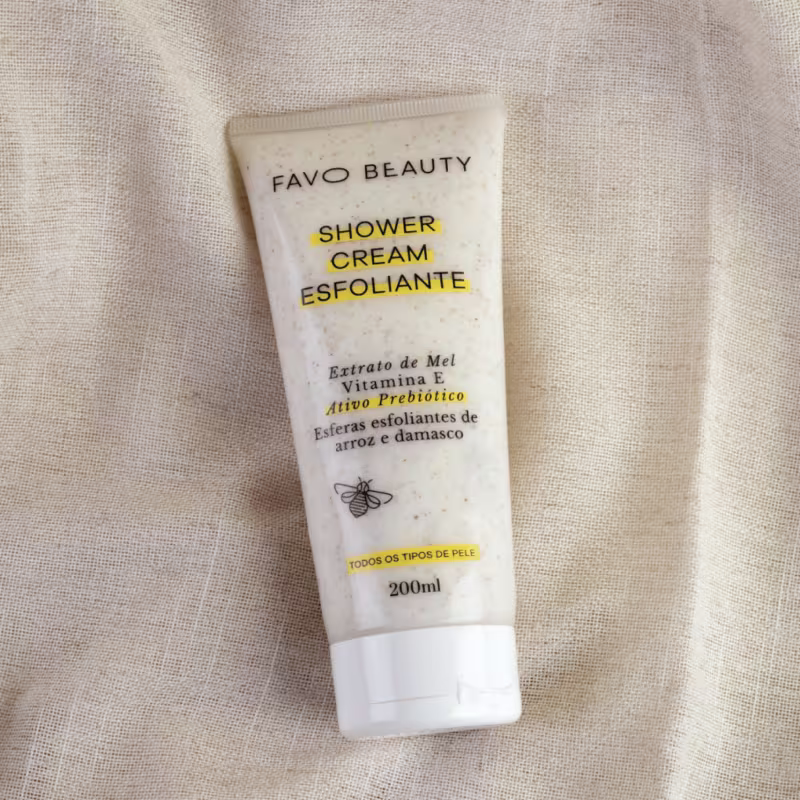 FAVO BEAUTY
SHOWER
CREAM
ESFOLIANTE
Extrato de Mel
Vitamina E
Ativo Prebiótico
Esferas esfoliantes de
arroz e damasco
TODOS OS TIPOS DE PELE
200ml